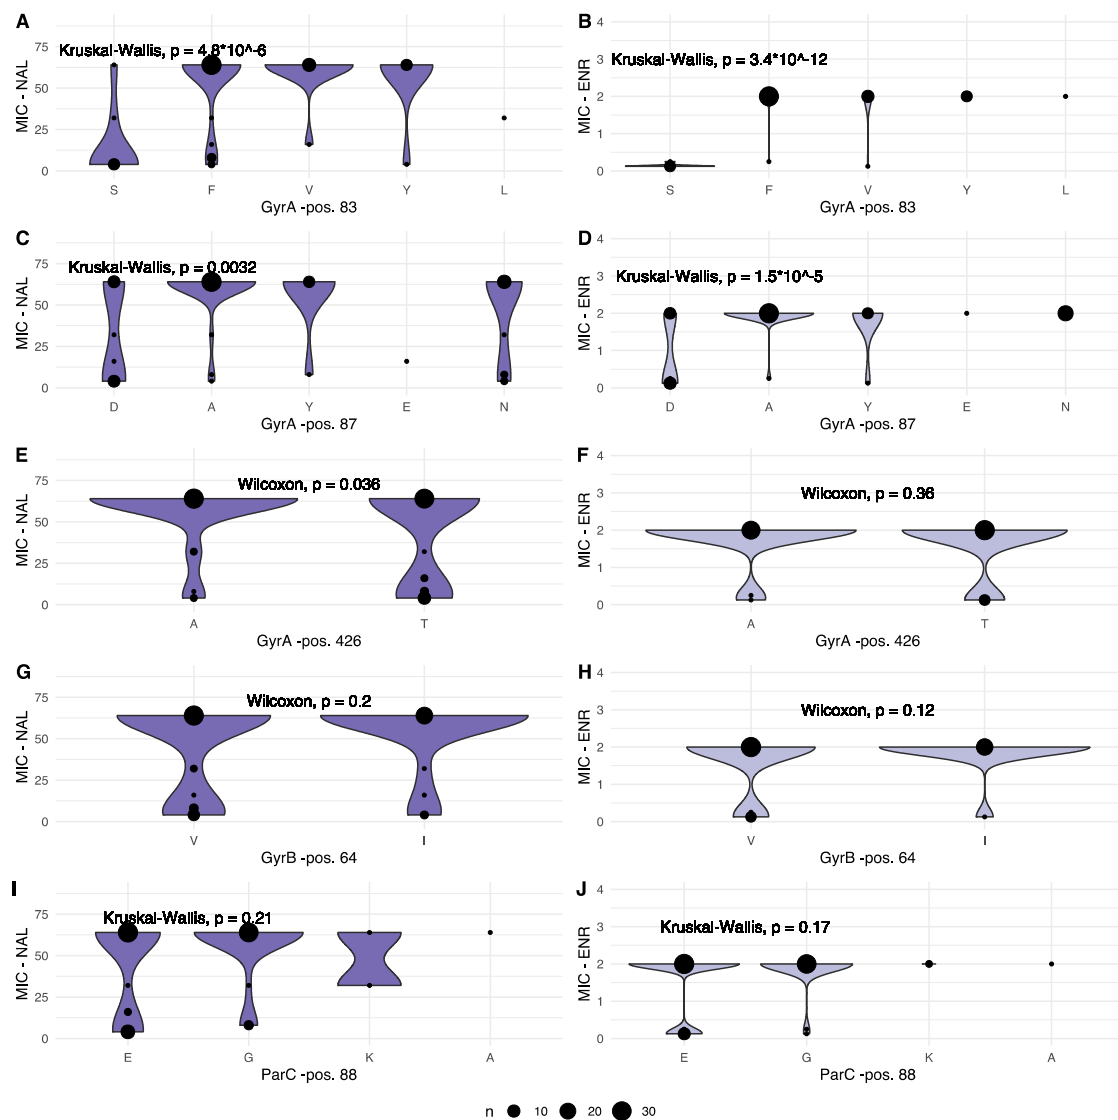 A
MIC - NAL
75
50
25
0
Kruskal-Wallis, p = 4.8*10^-6
S F V Y L
GyrA -pos. 83
B
MIC - ENR
4
3
2
1
0
Kruskal-Wallis, p = 3.4*10^-12
S F V Y L
GyrA -pos. 83
C
MIC - NAL
75
50
25
0
Kruskal-Wallis, p = 0.0032
D A Y E N
GyrA -pos. 87
D
MIC - ENR
4
3
2
1
0
Kruskal-Wallis, p = 1.5*10^-5
D A Y E N
GyrA -pos. 87
E
MIC - NAL
75
50
25
0
Wilcoxon, p = 0.036
A T
GyrA -pos. 426
F
MIC - ENR
4
3
2
1
0
Wilcoxon, p = 0.36
A T
GyrA -pos. 426
G
MIC - NAL
75
50
25
0
Wilcoxon, p = 0.2
V I
GyrB -pos. 64
H
MIC - ENR
4
3
2
1
0
Wilcoxon, p = 0.12
V I
GyrB -pos. 64
I
MIC - NAL
75
50
25
0
Kruskal-Wallis, p = 0.21
E G K A
ParC -pos. 88
J
MIC - ENR
4
3
2
1
0
Kruskal-Wallis, p = 0.17
E G K A
ParC -pos. 88
n 10 20 30